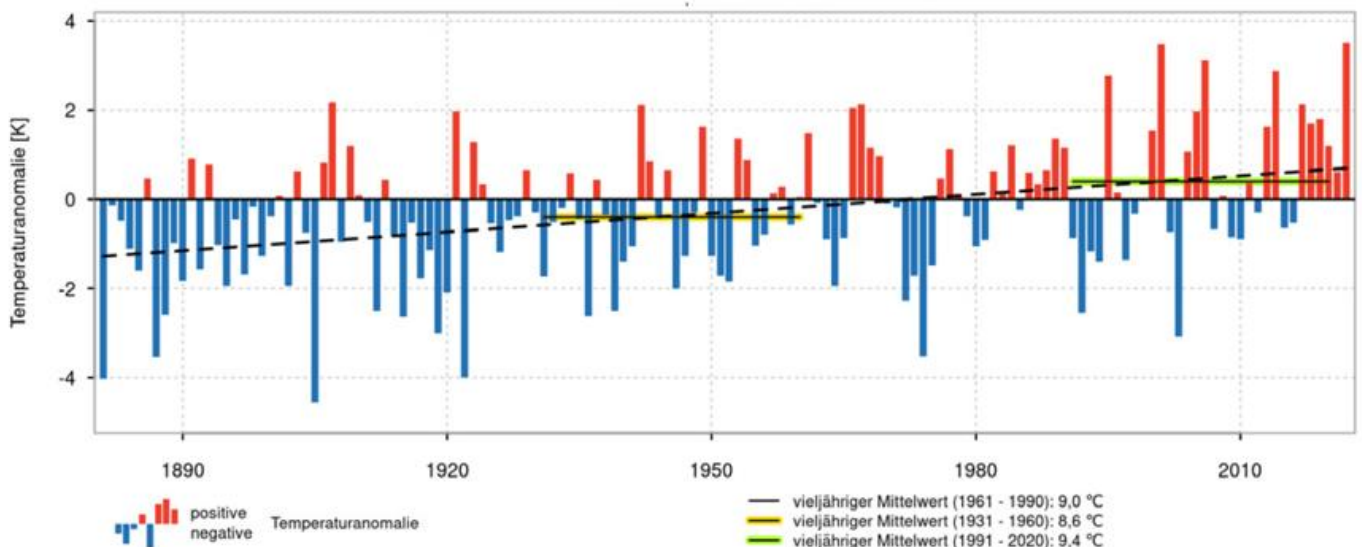 Temperaturanomalie [K]
4
2
0
-2
-4
1890
1920
1950
1980
2010
positive
negative
Temperaturanomalie
vieljähriger Mittelwert (1961 - 1990): 9,0 °C
vieljähriger Mittelwert (1931 - 1960): 8,6 °C
vieljähriger Mittelwert (1991 - 2020): 9,4 °C